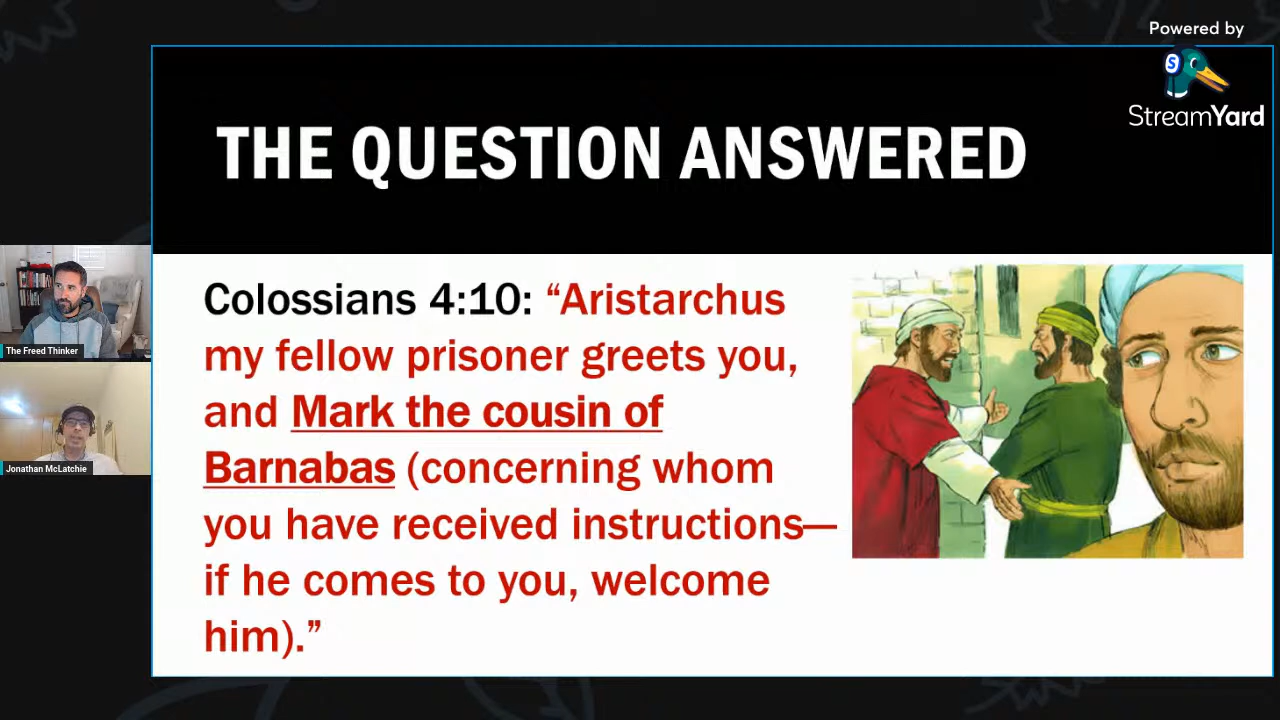 Powered by
StreamYard
THE QUESTION ANSWERED
Colossians 4:10: “Aristarchus
my fellow prisoner greets you,
and Mark the cousin of
Barnabas (concerning whom
you have received instructions—
if he comes to you, welcome
him).”
The Freed Thinker
Jonathan McLatchie